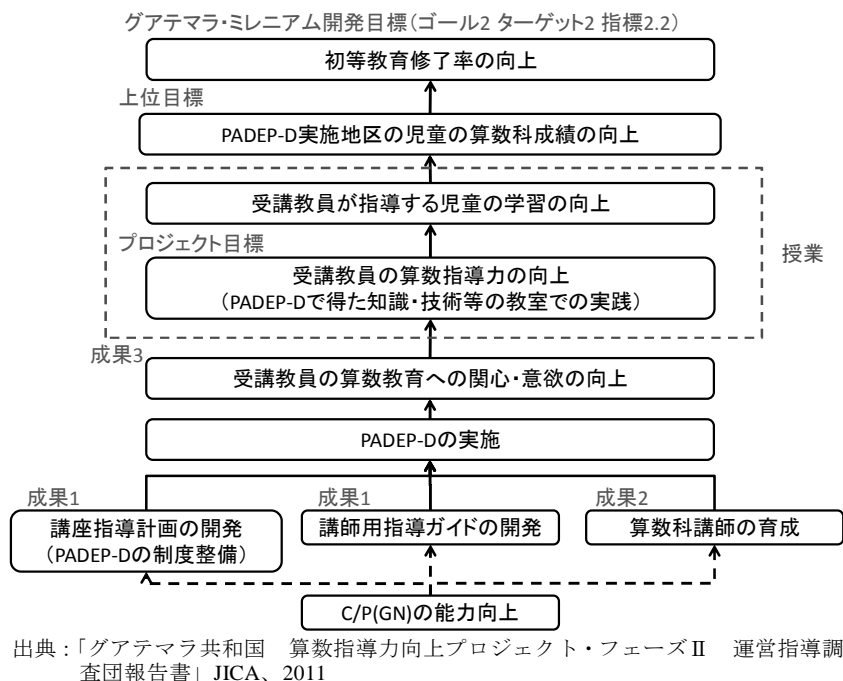 グアテマラ・ミレニアム開発目標（ゴール2 ターゲット2 指標2.2）
初等教育修了率の向上
上位目標
PADEP-D実施地区の児童の算数科成績の向上
受講教員が指導する児童の学習の向上
プロジェクト目標
授業
受講教員の算数指導力の向上
（PADEP-Dで得た知識・技術等の教室での実践）
成果3
受講教員の算数教育への関心・意欲の向上
PADEP-Dの実施
成果1
成果1
成果2
講座指導計画の開発
（PADEP-Dの制度整備）
講師用指導ガイドの開発
算数科講師の育成
C/P(GN)の能力向上
出典：「グアテマラ共和国　算数指導力向上プロジェクト・フェーズⅡ　運営指導調
査団報告書」JICA、2011